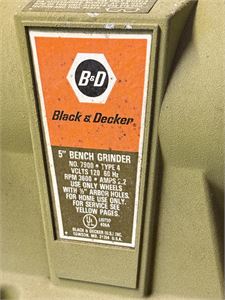 B&D
Black & Decker
5" BENCH GRINDER
NO. 7900 • TYPE 4
VOLTS 120 60 Hz
RPM 3600 • AMPS 2.2
USE ONLY WHEELS
WITH ½" ARBOR HOLES.
FOR HOME USE ONLY.
FOR SERVICE SEE
YELLOW PAGES.
UL LISTED
BLACK & DECKER (U.S.) INC.
TOWSON, MD. 21204 U.S.A.